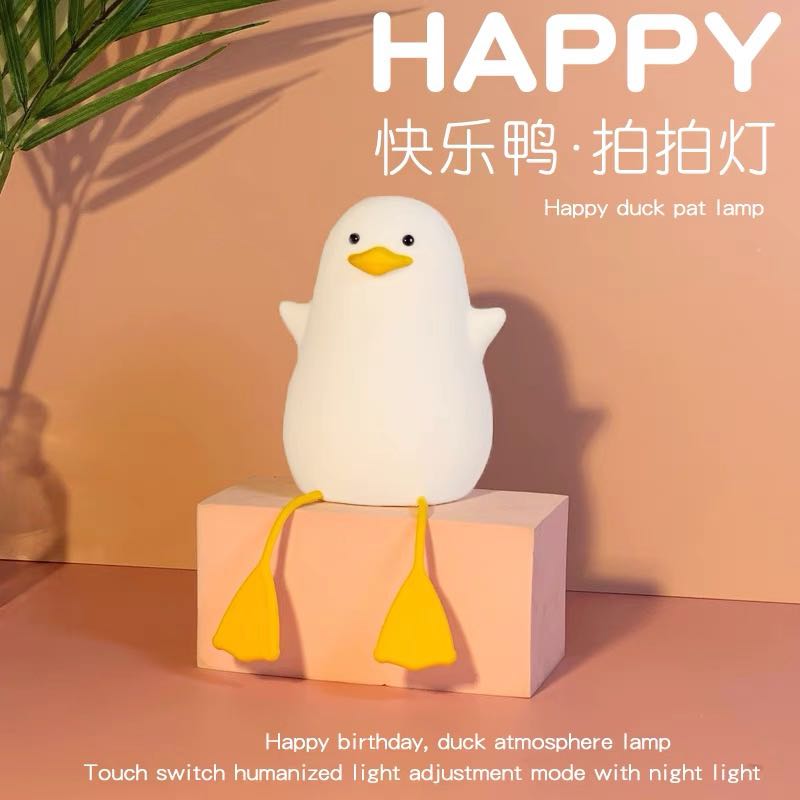 HAPPY
快乐鸭·拍拍灯
Happy duck pat lamp
Happy birthday, duck atmosphere lamp
Touch switch humanized light adjustment mode with night light